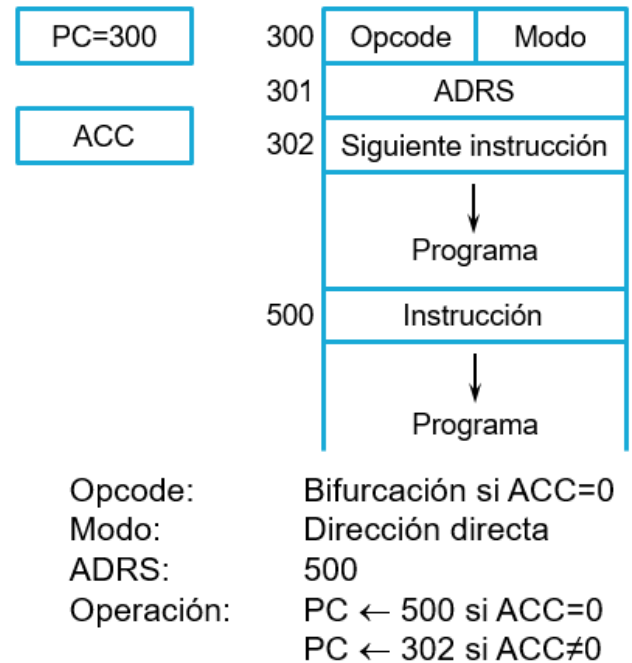 PC=300
300 Opcode Modo
301 ADRS
ACC
302 Siguiente instrucción
Programa
500 Instrucción
Programa
Opcode: Bifurcación si ACC=0
Modo: Dirección directa
ADRS: 500
Operación: PC ← 500 si ACC=0
PC ← 302 si ACC≠0